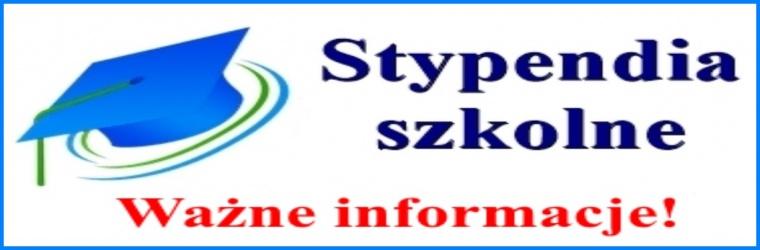 Stypendia
szkolne
Ważne informacje!